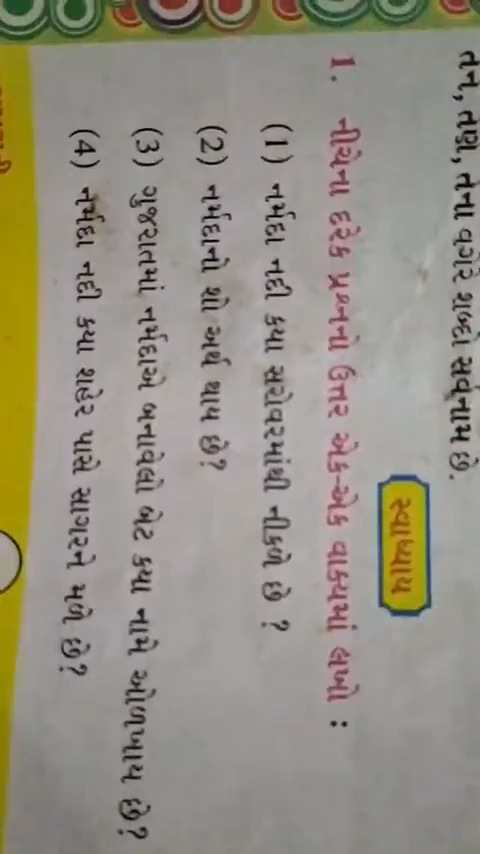 તેને, તેણે, તેના વગેરે શબ્દો સર્વનામ છે.
સ્વાધ્યાય
1. નીચેના દરેક પ્રશ્નનો ઉત્તર એક-એક વાક્યમાં લખો :
(1) નર્મદા નદી કયા સરોવરમાંથી નીકળે છે ?
(2) નર્મદાનો શો અર્થ થાય છે?
(3) ગુજરાતમાં નર્મદાએ બનાવેલો બેટ કયા નામે ઓળખાય છે?
(4) નર્મદા નદી કયા શહેર પાસે સાગરને મળે છે?